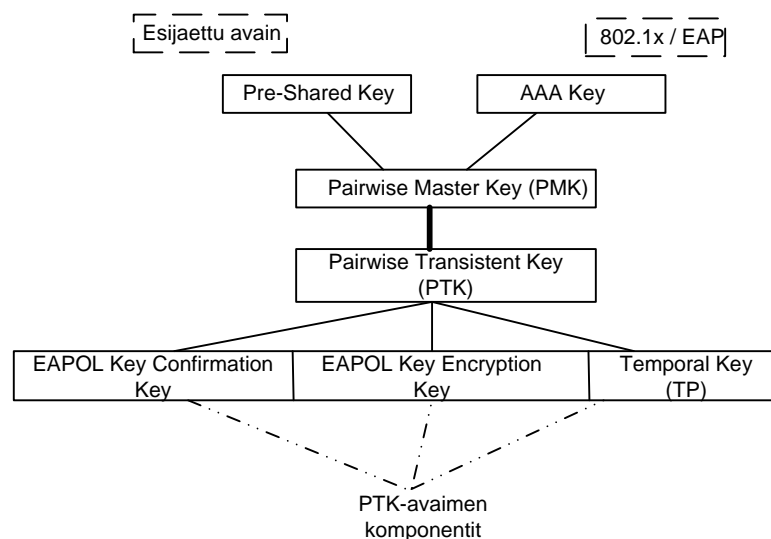 Esijaettu avain
802.1x / EAP
Pre-Shared Key
AAA Key
Pairwise Master Key (PMK)
Pairwise Transistent Key
(PTK)
EAPOL Key Confirmation
Key
EAPOL Key Encryption
Key
Temporal Key
(TP)
PTK-avaimen
komponentit